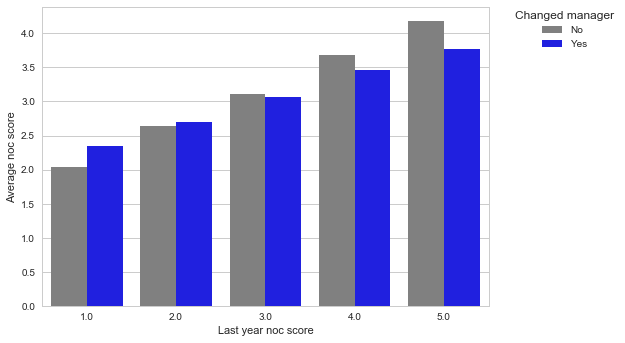 Changed manager
No
Yes
4.0
3.5
3.0
2.5
2.0
1.5
1.0
0.5
0.0
Average noc score
1.0 2.0 3.0 4.0 5.0
Last year noc score